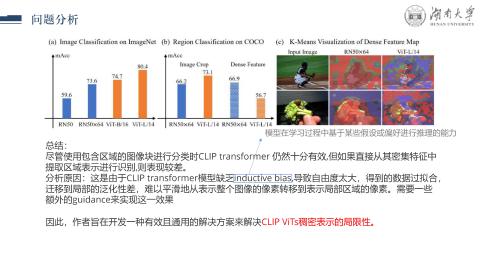 问题分析
湖南大学
HUNAN UNIVERSITY
(a) Image Classification on ImageNet
(b) Region Classification on COCO
(c) K-Means Visualization of Dense Feature Map
mAcc
59.6
73.6
74.7
80.4
RN50
RN50×64
ViT-B/16
ViT-L/14
mAcc
Image Crop
Dense Feature
66.2
73.1
66.9
56.7
RN50×64
ViT-L/14
RN50×64
ViT-L/14
Input Image
RN50×64
ViT-L/14
模型在学习过程中基于某些假设或偏好进行推理的能力
总结：
尽管使用包含区域的图像块进行分类时CLIP transformer 仍然十分有效,但如果直接从其密集特征中
提取区域表示进行识别,则表现较差。
分析原因：这是由于CLIP transformer模型缺乏inductive bias,导致自由度太大，得到的数据过拟合，
迁移到局部的泛化性差，难以平滑地从表示整个图像的像素转移到表示局部区域的像素。需要一些
额外的guidance来实现这一效果
因此，作者旨在开发一种有效且通用的解决方案来解决CLIP ViTs稠密表示的局限性。